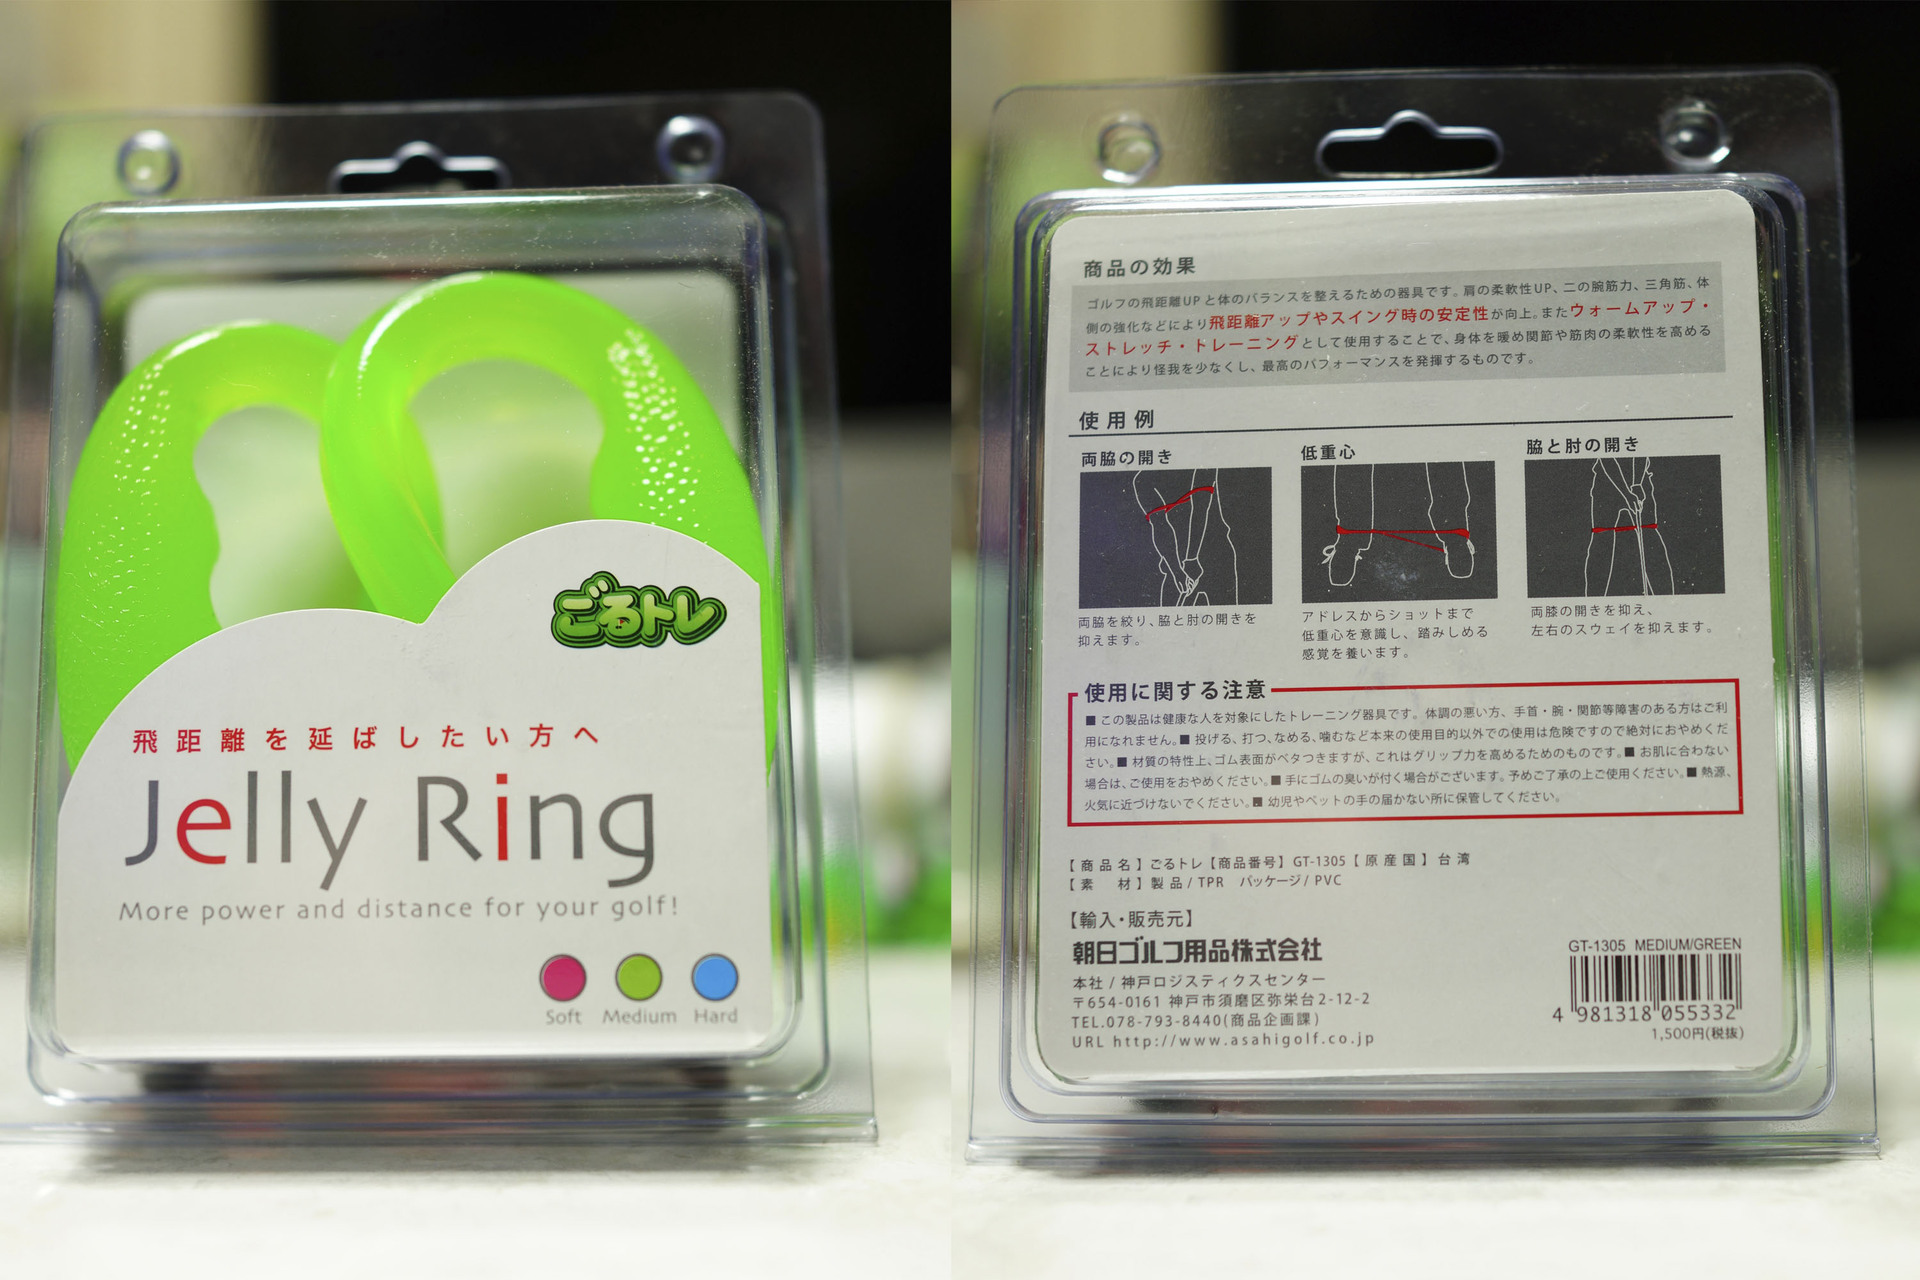 ごるトレ
飛距離を延ばしたい方へ
Jelly Ring
More power and distance for your golf!
Soft Medium Hard
商品の効果
ゴルフの飛距離UPと体のバランスを整えるための器具です。肩の柔軟性UP、二の腕筋力、三角筋、体
側の強化などにより飛距離アップやスイング時の安定性が向上。またウォームアップ・
ストレッチ・トレーニングとして使用することで、身体を暖め関節や筋肉の柔軟性を高める
ことにより怪我を少なくし、最高のパフォーマンスを発揮するものです。
使用例
両脇の開き
両脇を絞り、脇と肘の開きを
抑えます。
低重心
アドレスからショットまで
低重心を意識し、踏みしめる
感覚を養います。
脇と肘の開き
両膝の開きを抑え、
左右のスウェイを抑えます。
使用に関する注意
■ この製品は健康な人を対象にしたトレーニング器具です。体調の悪い方、手首・腕・関節等障害のある方はご利
用になれません。■ 投げる、打つ、なめる、噛むなど本来の使用目的以外での使用は危険ですので絶対におやめくだ
さい。■ 材質の特性上、ゴム表面がベタつきますが、これはグリップ力を高めるためのものです。■ お肌に合わない
場合は、ご使用をおやめください。■ 手にゴムの臭いが付く場合がございます。予めご了承の上ご使用ください。■ 熱源、
火気に近づけないでください。■ 幼児やペットの手の届かない所に保管してください。
【商品名】ごるトレ【商品番号】GT-1305【原産国】台湾
【素 材】製品/TPR パッケージ/PVC
【輸入・販売元】
朝日ゴルフ用品株式会社
本社/神戸ロジスティクスセンター
〒654-0161 神戸市須磨区弥栄台2-12-2
TEL.078-793-8440(商品企画課)
URL http://www.asahigolf.co.jp
GT-1305 MEDIUM/GREEN
4 981318 055332
1,500円(税抜)